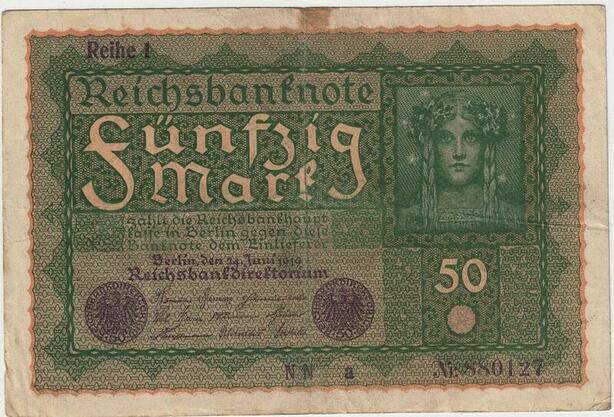 Reihe 1
Reichsbanknote
Fünfzig
Mark
Zahlt die Reichsbankhaupt
kasse in Berlin gegen diese
Banknote dem Einlieferer
Berlin, den 24. Juni 1919
Reichsbankdirektorium
50
N N a
Nr. 880127